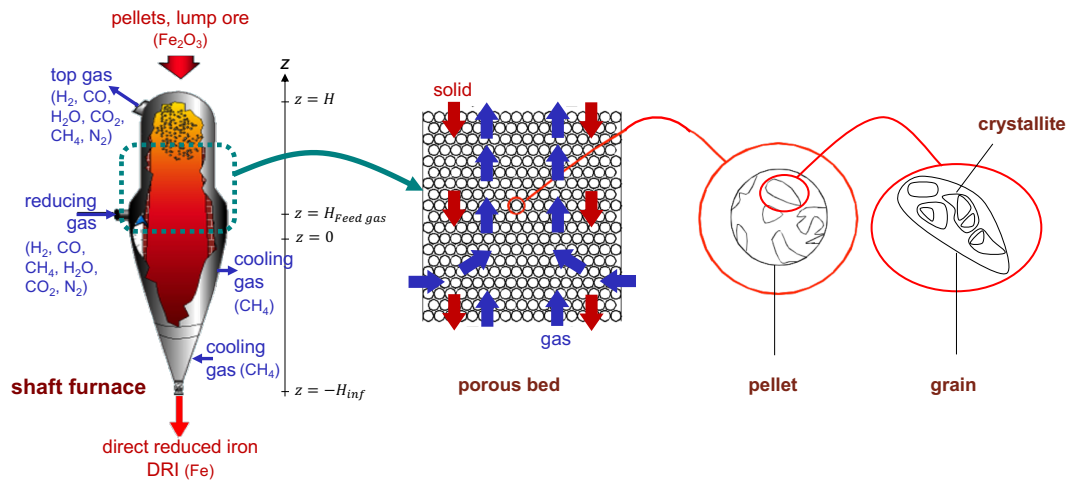 pellets, lump ore
(Fe₂O₃)
top gas
(H₂, CO,
H₂O, CO₂,
CH₄, N₂)
reducing
gas
(H₂, CO,
CH₄, H₂O,
CO₂, N₂)
cooling
gas
(CH₄)
cooling
gas (CH₄)
shaft furnace
direct reduced iron
DRI (Fe)
z
z = H
z = H_Feed gas
z = 0
z = −H_inf
solid
gas
porous bed
pellet
crystallite
grain